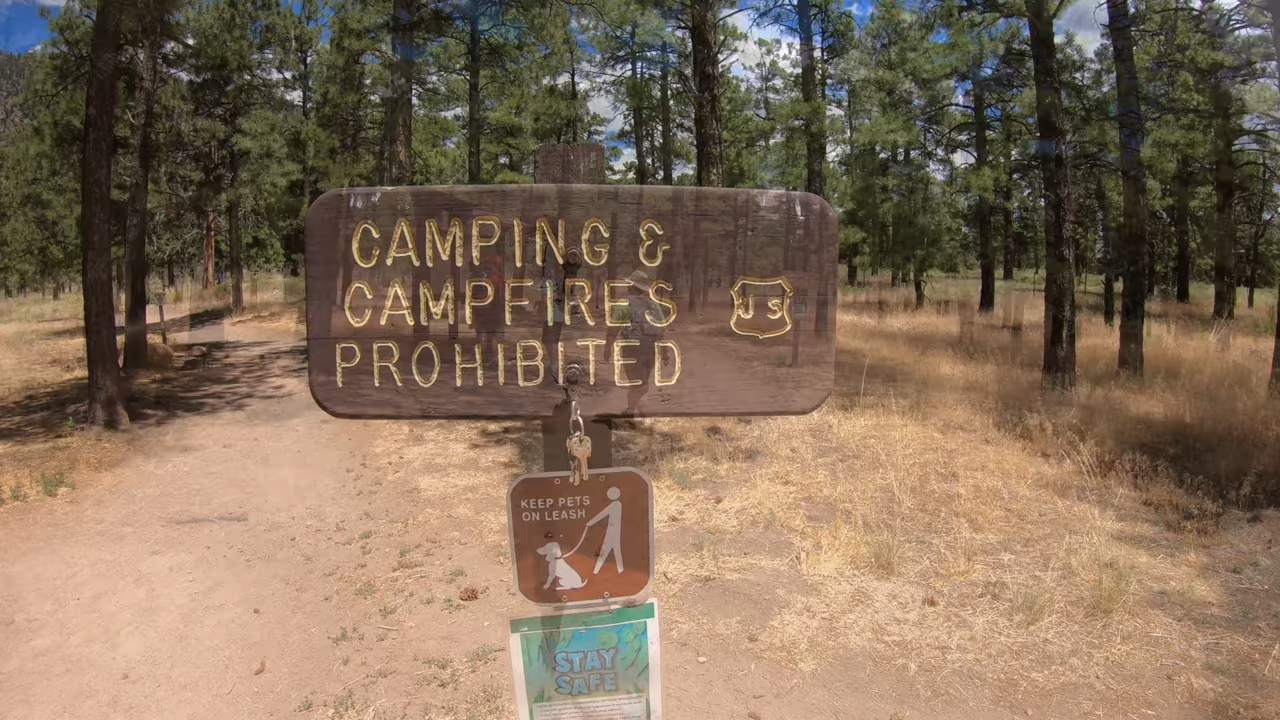 CAMPING &
CAMPFIRES
PROHIBITED
US
KEEP PETS
ON LEASH
STAY
SAFE